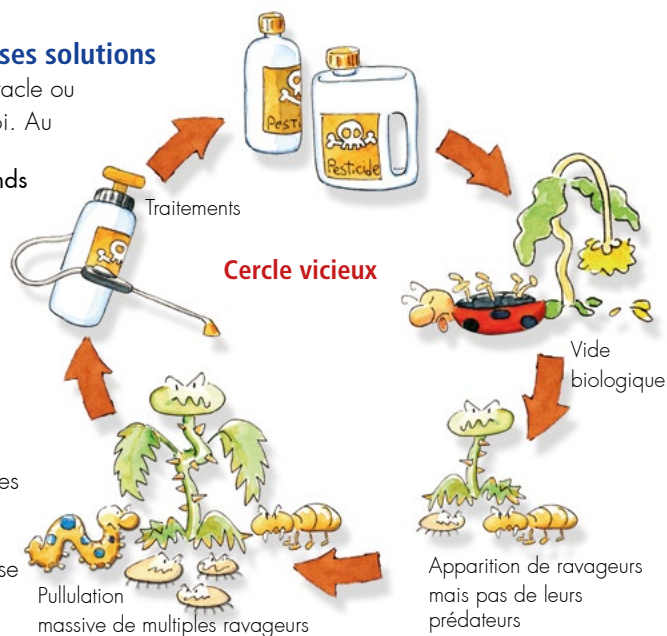 ses solutions
acle ou
oi. Au
nds
Pesticide
Traitements
Cercle vicieux
Vide
biologique
es
se
Apparition de ravageurs
mais pas de leurs
prédateurs
Pullulation
massive de multiples ravageurs